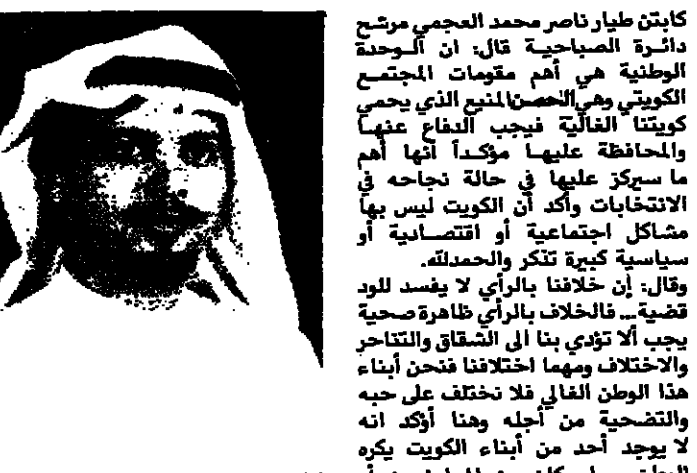 كابتن طيار ناصر محمد العجمي مرشح
دائرة الصباحية قال: ان الوحدة
الوطنية هي أهم مقومات المجتمع
الكويتي وهي الحصن المنيع الذي يحمي
كويتنا الغالية فيجب الدفاع عنها
والمحافظة عليها مؤكداً انها أهم
ما سيركز عليها في حالة نجاحه في
الانتخابات وأكد أن الكويت ليس بها
مشاكل اجتماعية أو اقتصادية أو
سياسية كبيرة تذكر والحمدلله.
وقال: إن خلافنا بالرأي لا يفسد للود
قضية.. فالخلاف بالرأي ظاهرة صحية
يجب ألا تؤدي بنا الى الشقاق والتناحر
والاختلاف ومهما اختلافنا فنحن أبناء
هذا الوطن الغالي فلا نختلف على حبه
والتضحية من أجله وهنا أؤكد انه
لا يوجد أحد من أبناء الكويت يكره